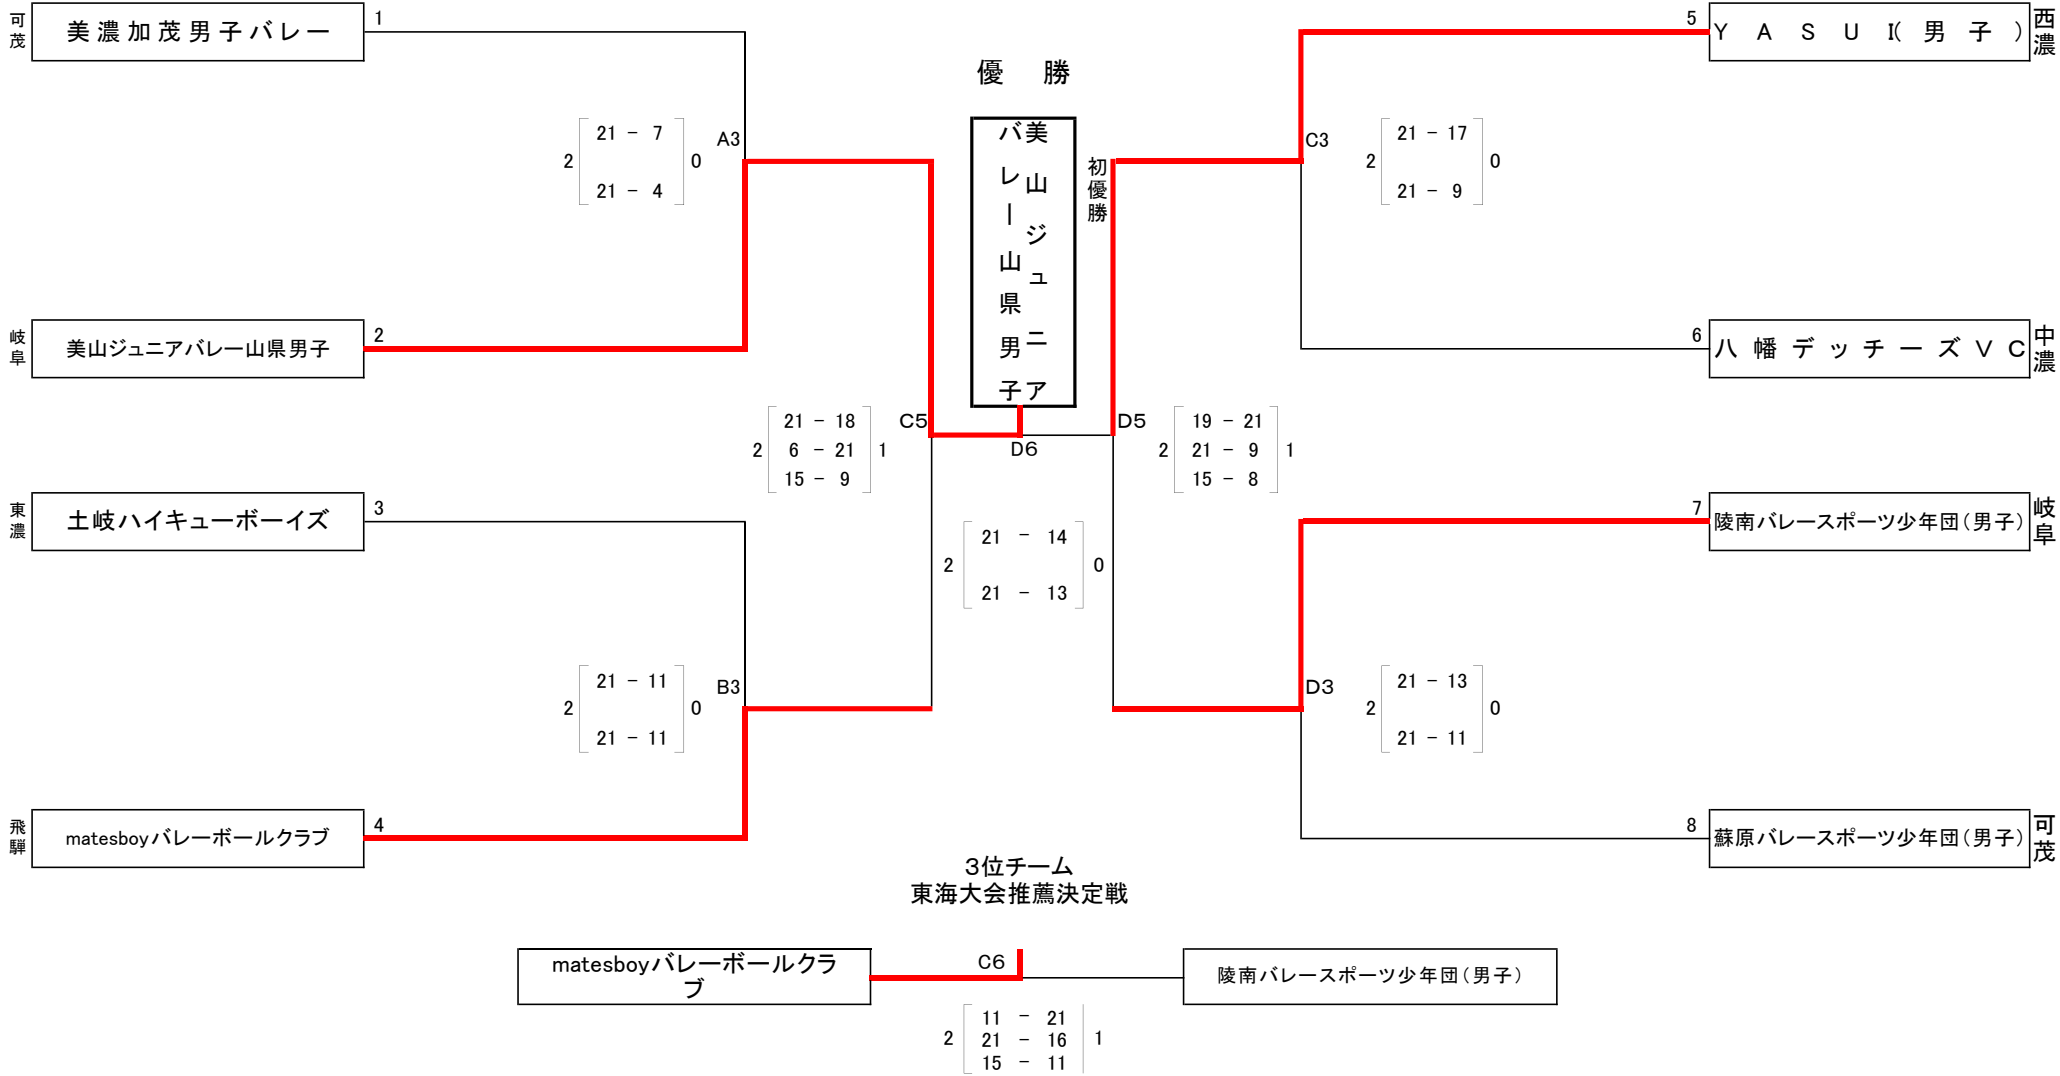 可茂
美濃加茂男子バレー
1
21 - 7
21 - 4
2
0
A3
岐阜
美山ジュニアバレー山県男子
2
東濃
土岐ハイキューボーイズ
3
21 - 11
21 - 11
2
0
B3
飛騨
matesboyバレーボールクラブ
4
21 - 18
6 - 21
15 - 9
2
1
C5
優 勝
美山ジュニア
バレー山県男子
初優勝
D6
21 - 14
21 - 13
2
0
5
YASUI(男子)
西濃
C3
21 - 17
21 - 9
2
0
6
八幡デッチーズVC
中濃
D5
19 - 21
21 - 9
15 - 8
2
1
7
陵南バレースポーツ少年団(男子)
岐阜
D3
21 - 13
21 - 11
2
0
8
蘇原バレースポーツ少年団(男子)
可茂
3位チーム
東海大会推薦決定戦
matesboyバレーボールクラ
ブ
C6
陵南バレースポーツ少年団(男子)
11 - 21
21 - 16
15 - 11
2
1